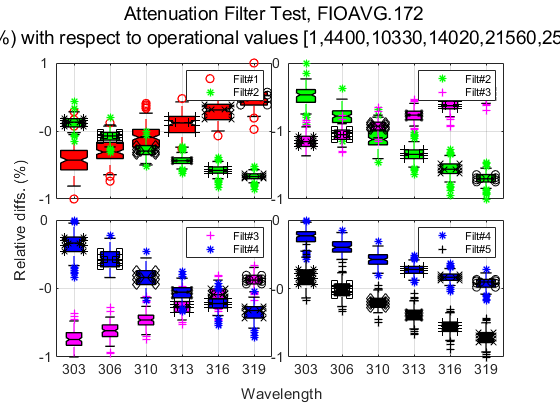 Attenuation Filter Test, FIOAVG.172
%) with respect to operational values [1,4400,10330,14020,21560,25
1
0
-0
-1
Filt#1
Filt#2
0
-1
-1
Filt#2
Filt#3
Relative diffs. (%)
0
-0
-1
Filt#3
Filt#4
0
-0
-1
Filt#4
Filt#5
303 306 310 313 316 319
303 306 310 313 316 319
Wavelength